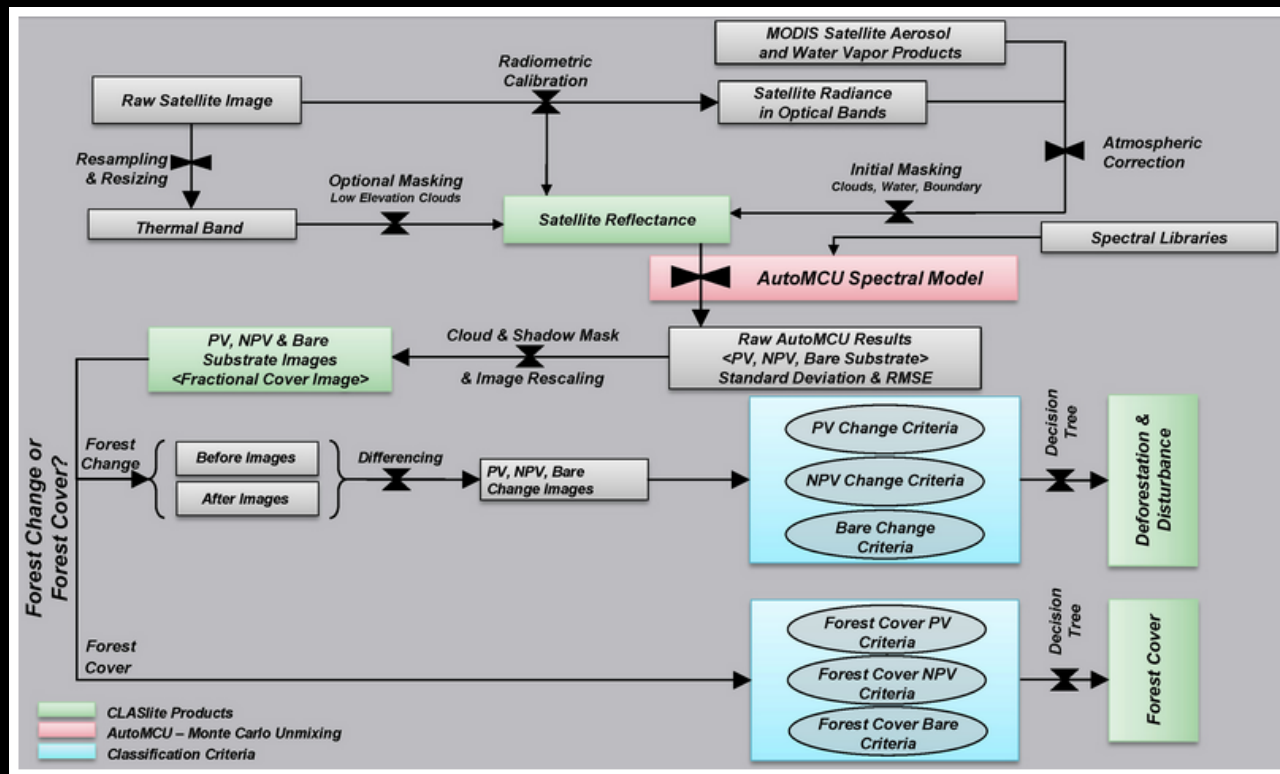 MODIS Satellite Aerosol
and Water Vapor Products
Radiometric
Calibration
Raw Satellite Image
Satellite Radiance
in Optical Bands
Resampling
& Resizing
Atmospheric
Correction
Optional Masking
Low Elevation Clouds
Initial Masking
Clouds, Water, Boundary
Thermal Band
Satellite Reflectance
Spectral Libraries
AutoMCU Spectral Model
PV, NPV & Bare
Substrate Images
<Fractional Cover Image>
Cloud & Shadow Mask
& Image Rescaling
Raw AutoMCU Results
<PV, NPV, Bare Substrate>
Standard Deviation & RMSE
Forest Change or
Forest Cover?
Forest
Change
Before Images
After Images
Differencing
PV, NPV, Bare
Change Images
PV Change Criteria
NPV Change Criteria
Bare Change
Criteria
Decision
Tree
Deforestation &
Disturbance
Forest
Cover
Forest Cover PV
Criteria
Forest Cover NPV
Criteria
Forest Cover Bare
Criteria
Decision
Tree
Forest Cover
CLASlite Products
AutoMCU – Monte Carlo Unmixing
Classification Criteria